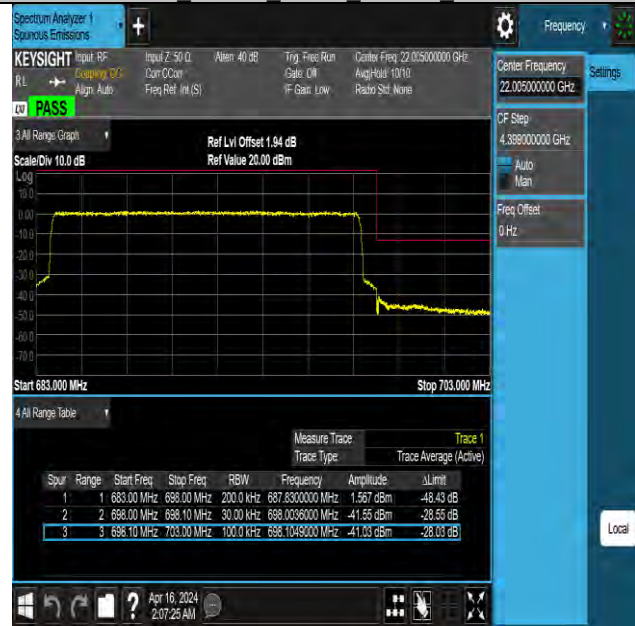 Spectrum Analyzer 1
Spurious Emissions
+
Frequency
KEYSIGHT Input: RF Input Z: 50 Ω Atten: 40 dB Trig: Free Run Center Freq: 22.005000000 GHz
RL Coupling: DC Corr CCorr Gate: Off Avg|Hold: 10/10
Align: Auto Freq Ref: Int (S) IF Gain: Low Radio Std: None
LXI PASS
Center Frequency
22.005000000 GHz
Settings
CF Step
4.399000000 GHz
Auto
Man
Freq Offset
0 Hz
3 All Range Graph
Ref Lvl Offset 1.94 dB
Scale/Div 10.0 dB Ref Value 20.00 dBm
Log
10.0
0.00
-10.0
-20.0
-30.0
-40.0
-50.0
-60.0
-70.0
Start 683.000 MHz Stop 703.000 MHz
4 All Range Table
Measure Trace Trace 1
Trace Type Trace Average (Active)
Spur Range Start Freq Stop Freq RBW Frequency Amplitude ΔLimit
1 1 683.00 MHz 698.00 MHz 200.0 kHz 687.8300000 MHz 1.567 dBm -48.43 dB
2 2 698.00 MHz 698.10 MHz 30.00 kHz 698.0036000 MHz -41.55 dBm -28.55 dB
3 3 698.10 MHz 703.00 MHz 100.0 kHz 698.1049000 MHz -41.03 dBm -28.03 dB
Local
?
Apr 16, 2024
2:07:25 AM